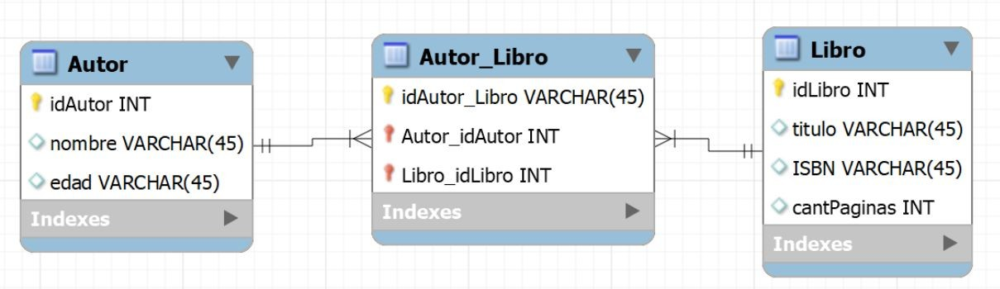 Autor
idAutor INT
nombre VARCHAR(45)
edad VARCHAR(45)
Indexes
Autor_Libro
idAutor_Libro VARCHAR(45)
Autor_idAutor INT
Libro_idLibro INT
Indexes
Libro
idLibro INT
titulo VARCHAR(45)
ISBN VARCHAR(45)
cantPaginas INT
Indexes